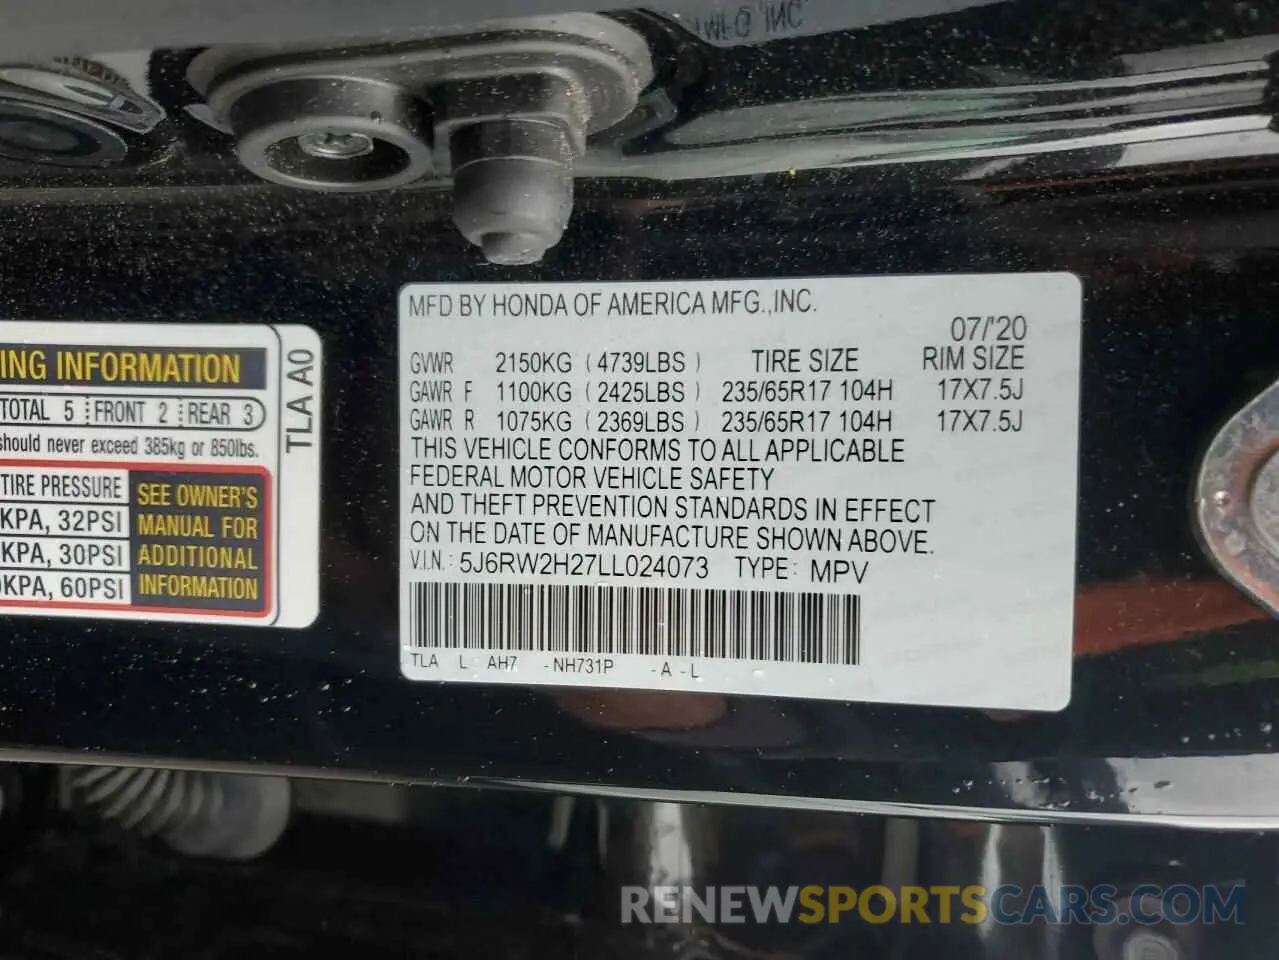 MFD BY HONDA OF AMERICA MFG.,INC.
07/'20
GVWR 2150KG ( 4739LBS ) TIRE SIZE RIM SIZE
GAWR F 1100KG ( 2425LBS ) 235/65R17 104H 17X7.5J
GAWR R 1075KG ( 2369LBS ) 235/65R17 104H 17X7.5J
THIS VEHICLE CONFORMS TO ALL APPLICABLE
FEDERAL MOTOR VEHICLE SAFETY
AND THEFT PREVENTION STANDARDS IN EFFECT
ON THE DATE OF MANUFACTURE SHOWN ABOVE.
V.I.N.: 5J6RW2H27LL024073 TYPE: MPV
TLA L AH7 -NH731P -A -L
ING INFORMATION
TOTAL 5 FRONT 2 REAR 3
should never exceed 385kg or 850lbs.
TIRE PRESSURE
KPA, 32PSI
KPA, 30PSI
0KPA, 60PSI
SEE OWNER'S
MANUAL FOR
ADDITIONAL
INFORMATION
TLA A0
RENEWSPORTSCARS.COM